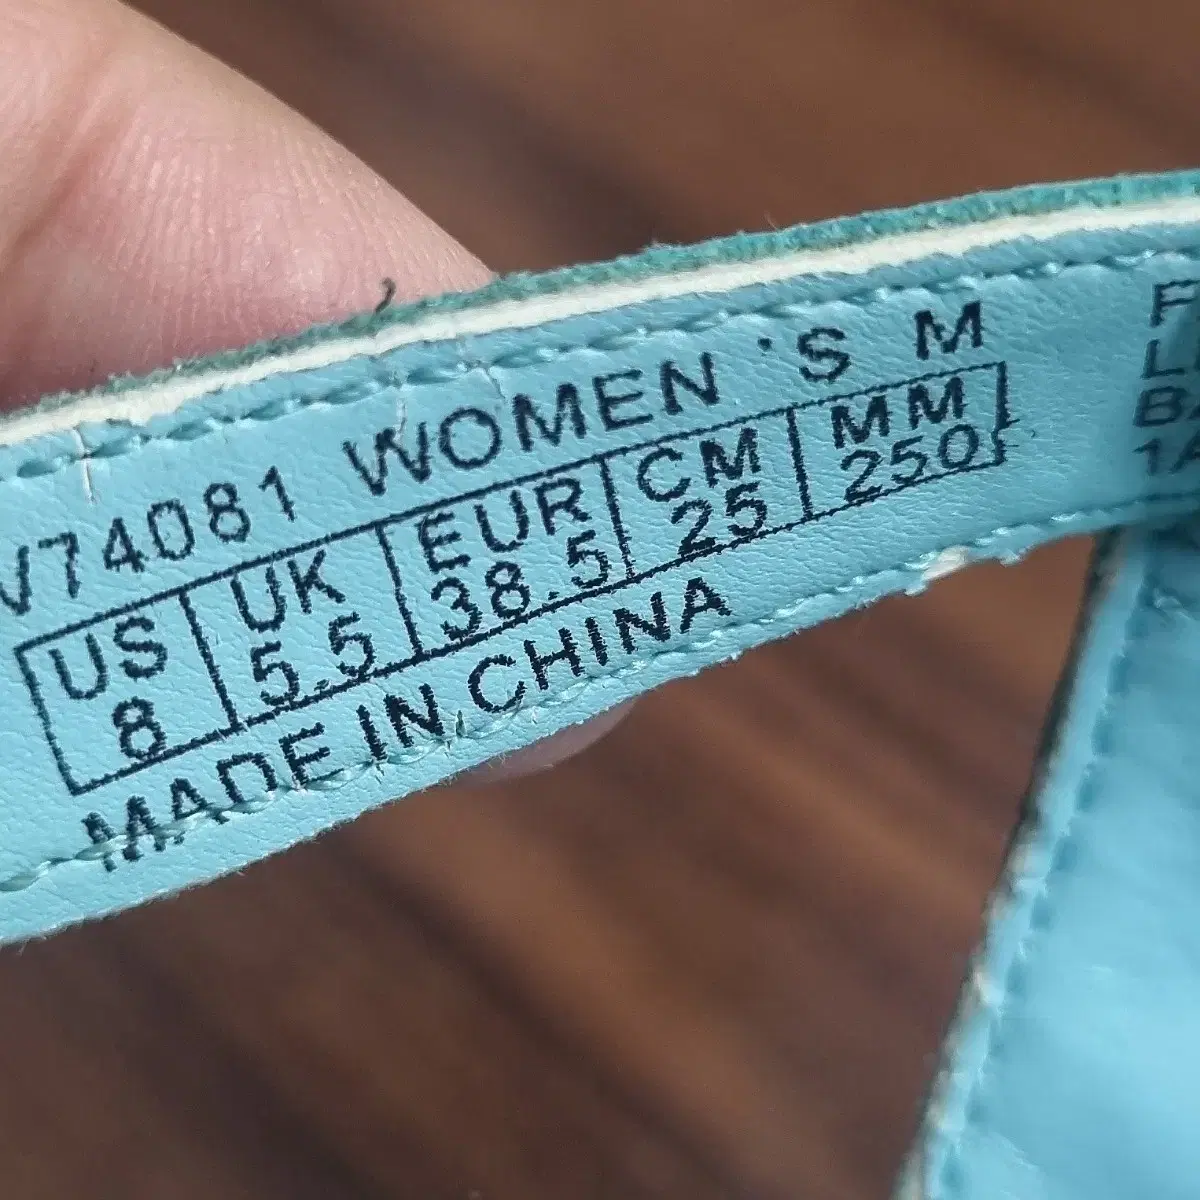 V74081 WOMEN'S M
US UK EUR CM MM
8 5.5 38.5 25 250
MADE IN CHINA